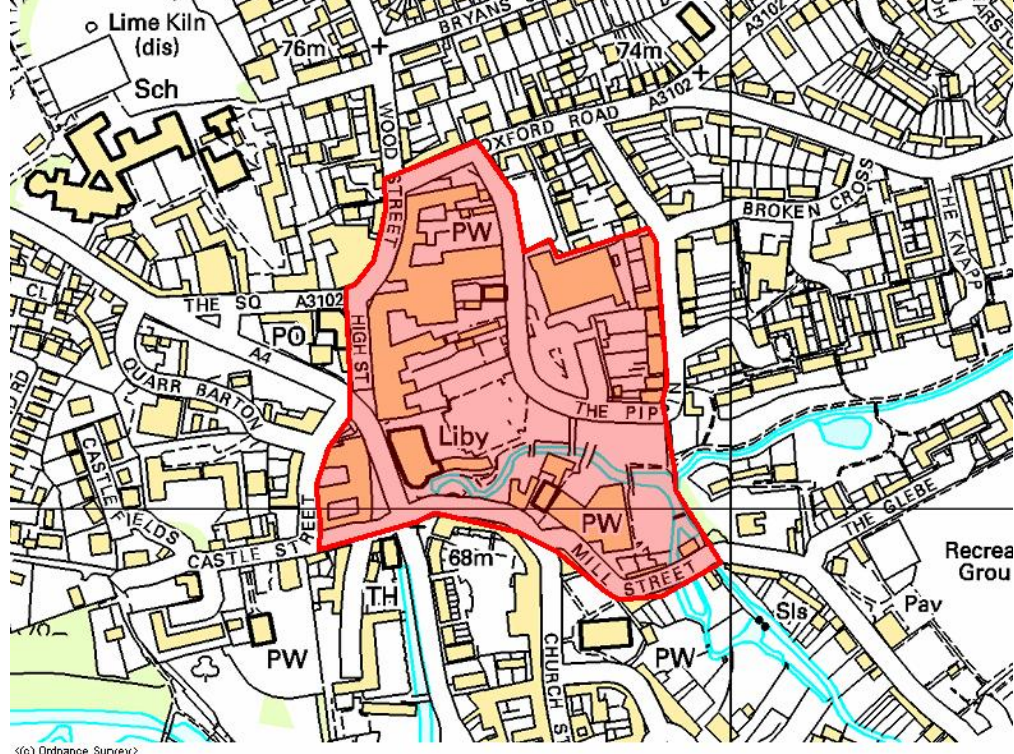 Lime Kiln
(dis)
76m
BRYANS
74m
A3102
Sch
WOOD STREET
OXFORD ROAD
BROKEN CROSS
THE KNAPP
PW
CL
THE SQ
A3102
HIGH ST
PO
A4
QUARR BARTON
THE PIP
Liby
CASTLE FIELDS
CASTLE STREET
PW
THE GLEBE
68m
MILL STREET
Recrea
Grou
TH
Sls
Pav
PW
CHURCH ST
PW
(c) Ordnance Survey